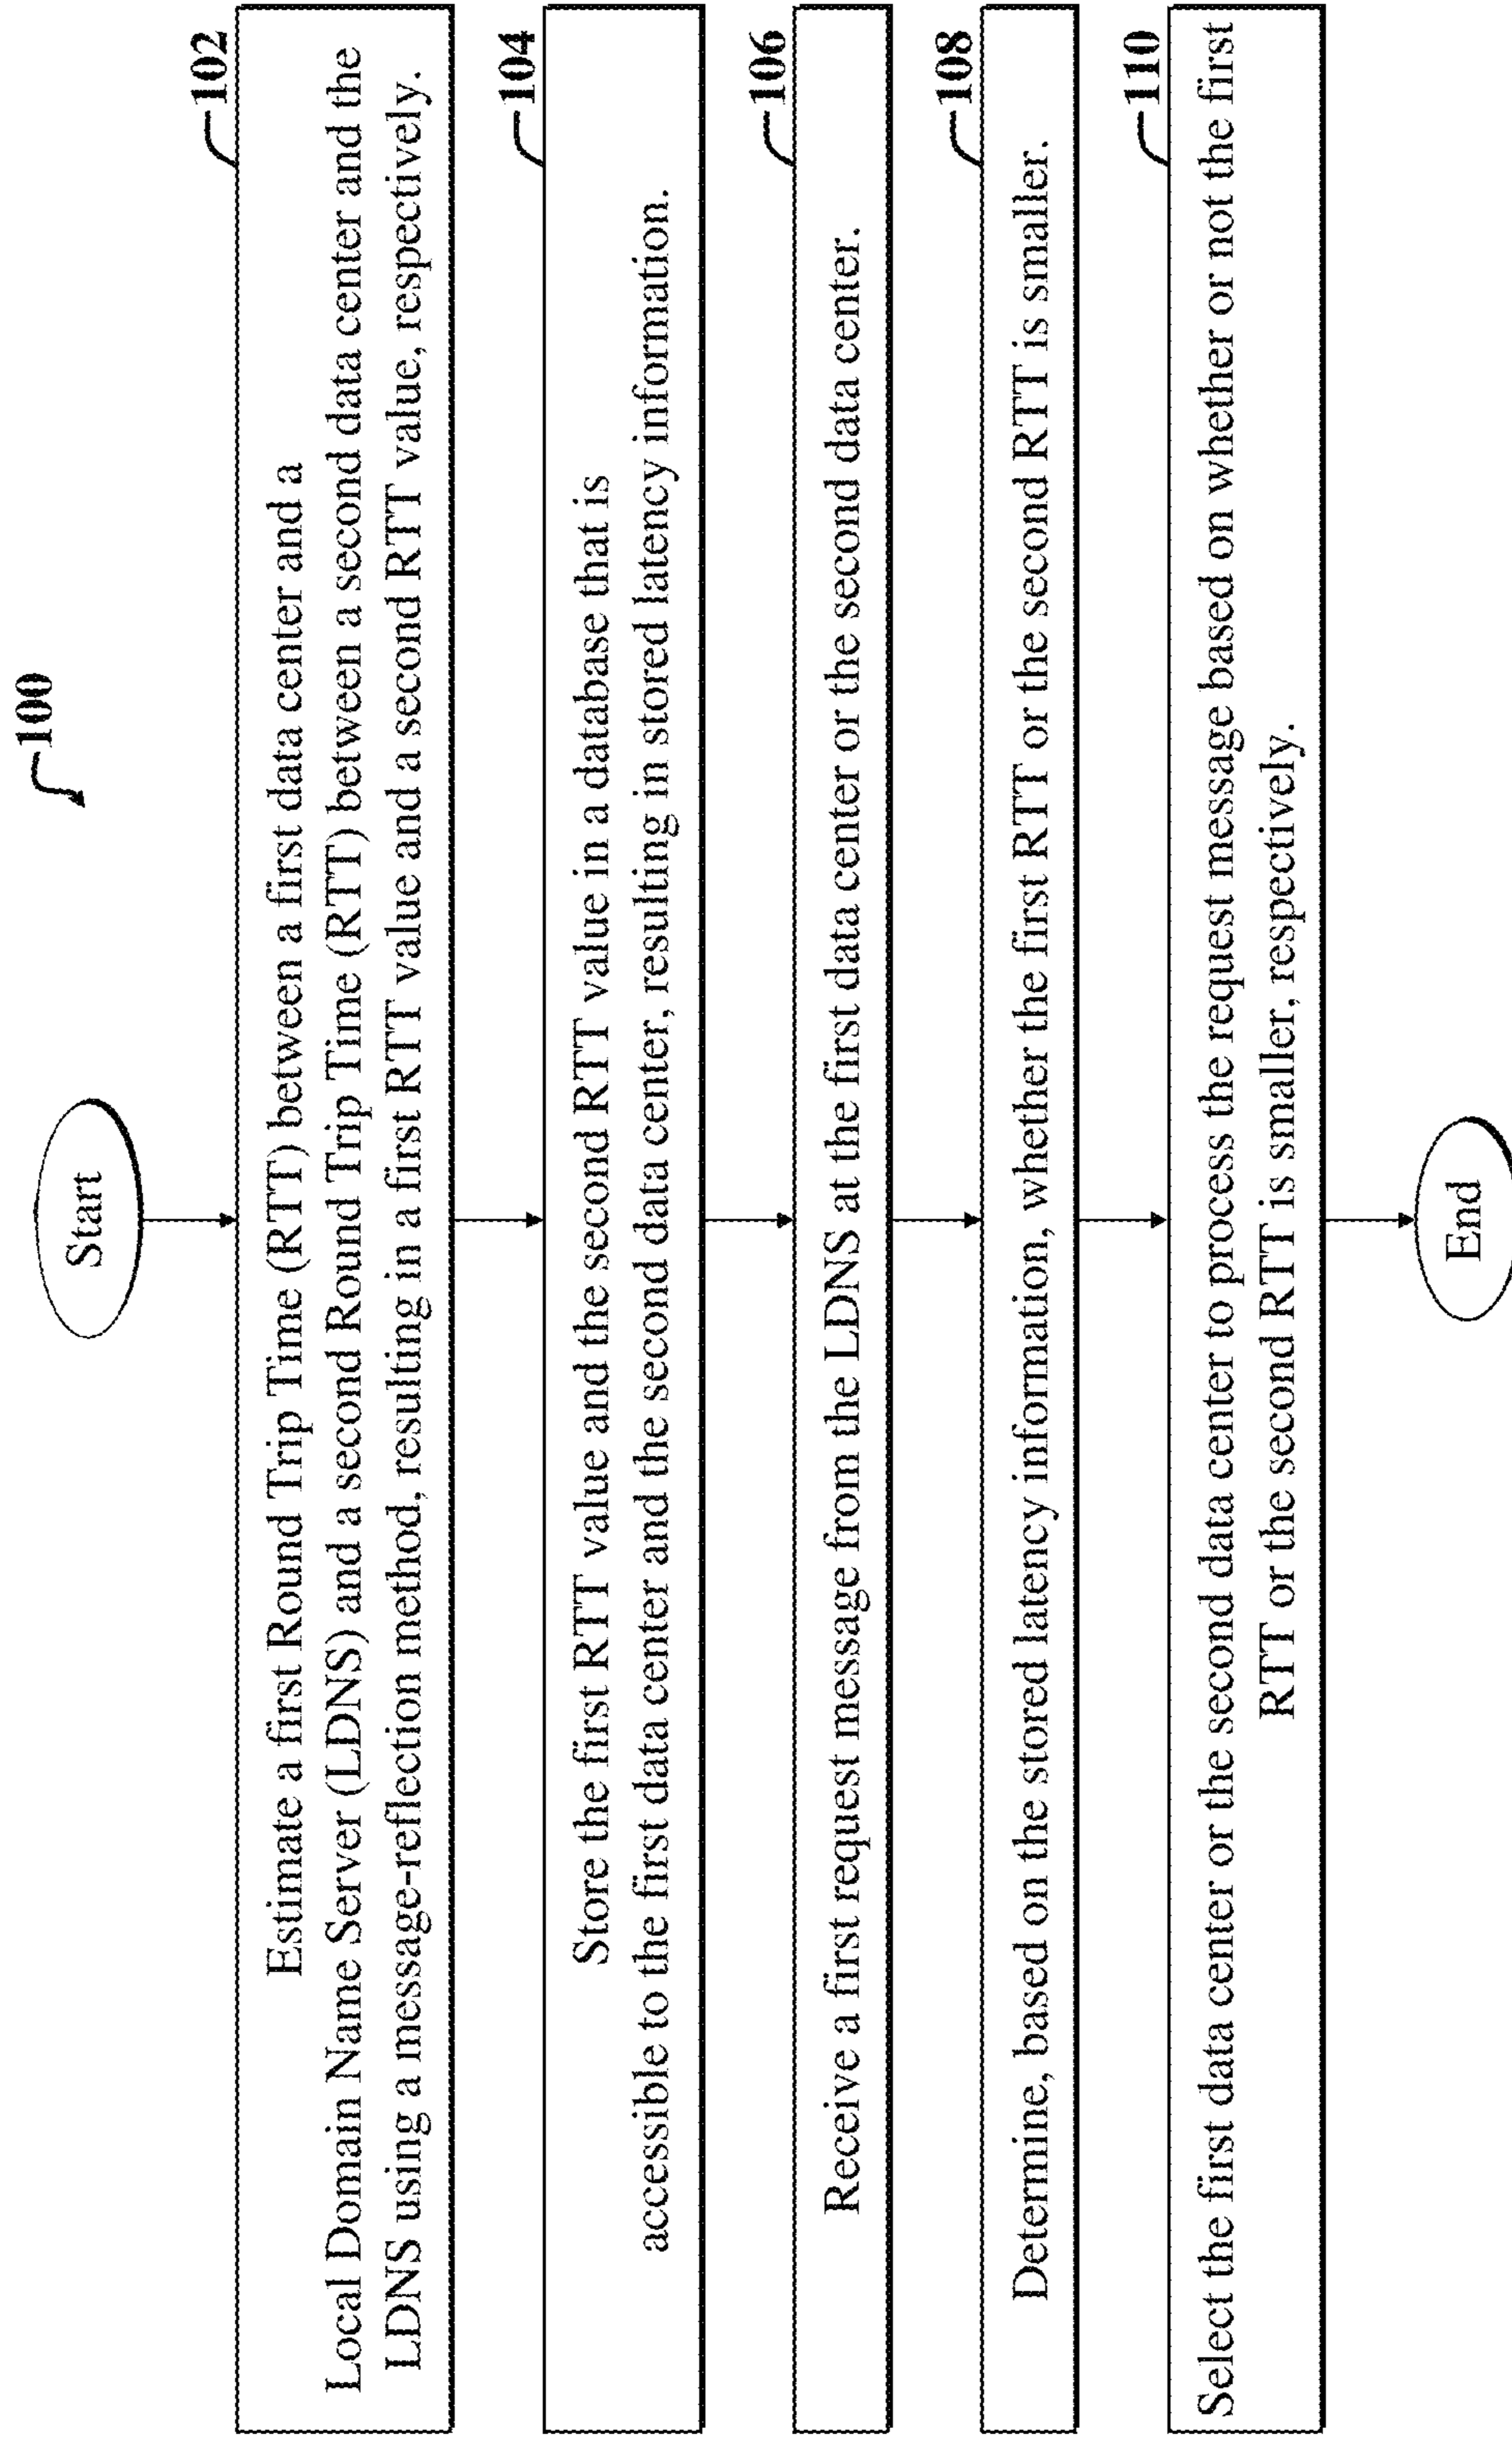 100
Start
102
Estimate a first Round Trip Time (RTT) between a first data center and a
Local Domain Name Server (LDNS) and a second Round Trip Time (RTT) between a second data center and the
LDNS using a message-reflection method, resulting in a first RTT value and a second RTT value, respectively.
104
Store the first RTT value and the second RTT value in a database that is
accessible to the first data center and the second data center, resulting in stored latency information.
106
Receive a first request message from the LDNS at the first data center or the second data center.
108
Determine, based on the stored latency information, whether the first RTT or the second RTT is smaller.
110
Select the first data center or the second data center to process the request message based on whether or not the first
RTT or the second RTT is smaller, respectively.
End